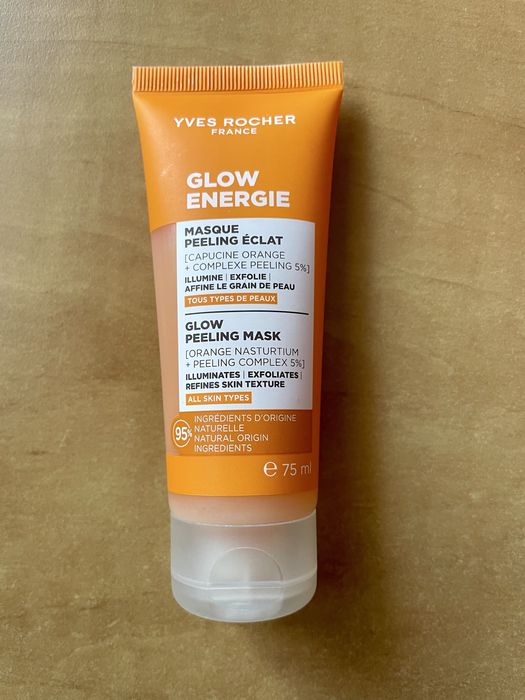 YVES ROCHER
FRANCE
GLOW
ENERGIE
MASQUE
PEELING ÉCLAT
[CAPUCINE ORANGE
+ COMPLEXE PEELING 5%]
ILLUMINE | EXFOLIE |
AFFINE LE GRAIN DE PEAU
TOUS TYPES DE PEAUX
GLOW
PEELING MASK
[ORANGE NASTURTIUM
+ PEELING COMPLEX 5%]
ILLUMINATES | EXFOLIATES |
REFINES SKIN TEXTURE
ALL SKIN TYPES
95%
INGRÉDIENTS D'ORIGINE
NATURELLE
NATURAL ORIGIN
INGREDIENTS
e 75 ml